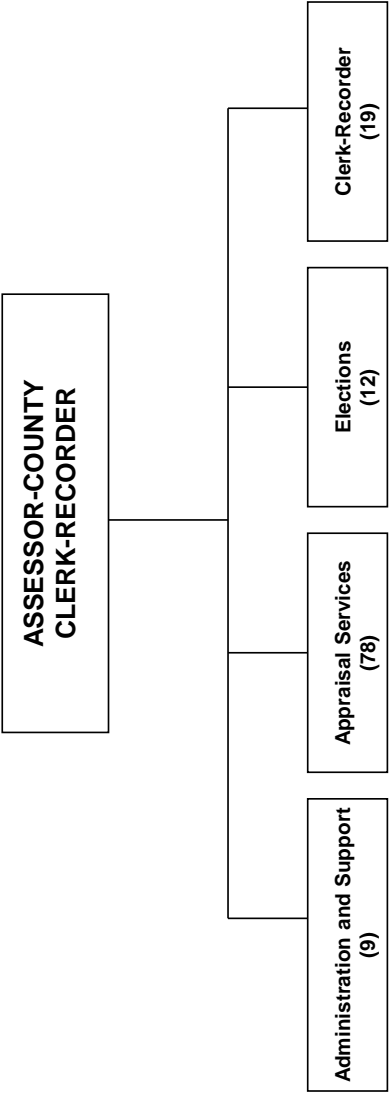 ASSESSOR-COUNTY
CLERK-RECORDER
Administration and Support
(9)
Appraisal Services
(78)
Elections
(12)
Clerk-Recorder
(19)